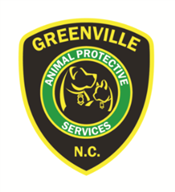 GREENVILLE
ANIMAL PROTECTIVE
SERVICES
N.C.